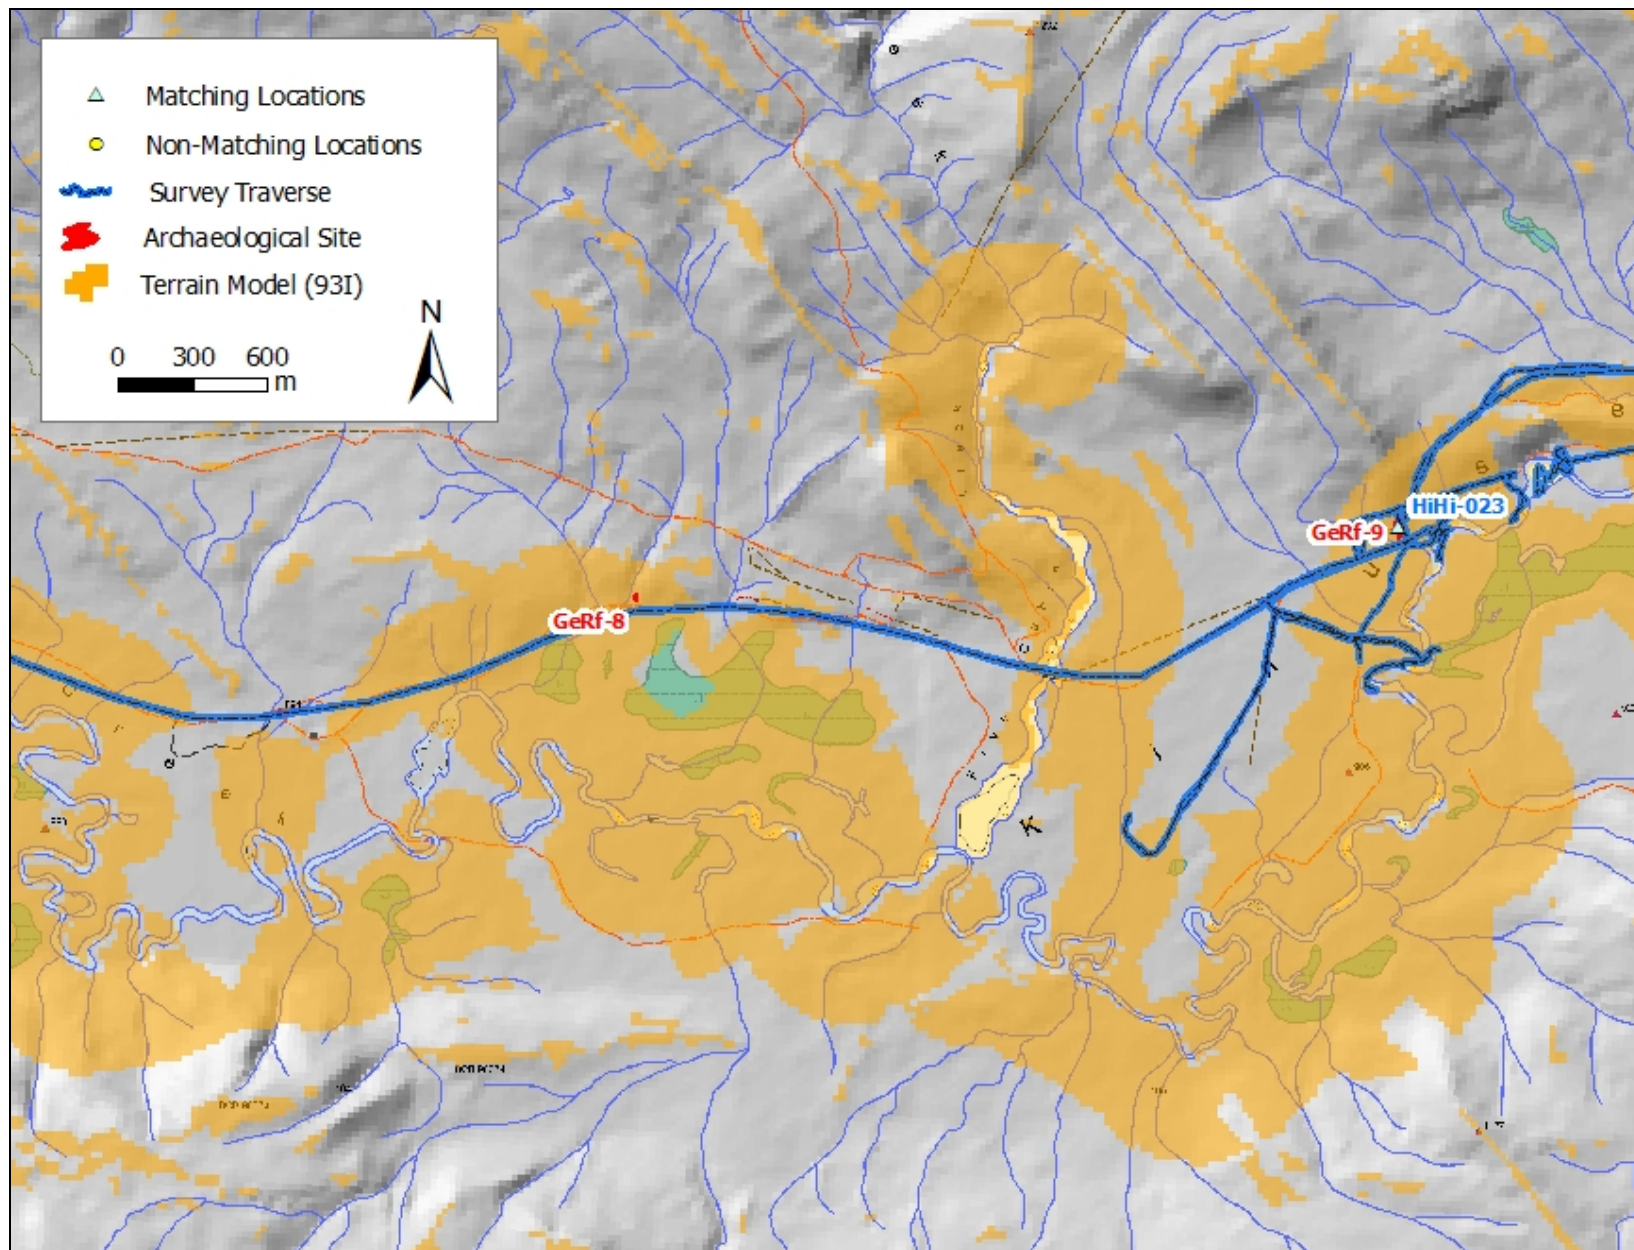 Matching Locations
Non-Matching Locations
Survey Traverse
Archaeological Site
Terrain Model (93I)
N
0 300 600
m
HiHi-023
GeRf-9
GeRf-8
K